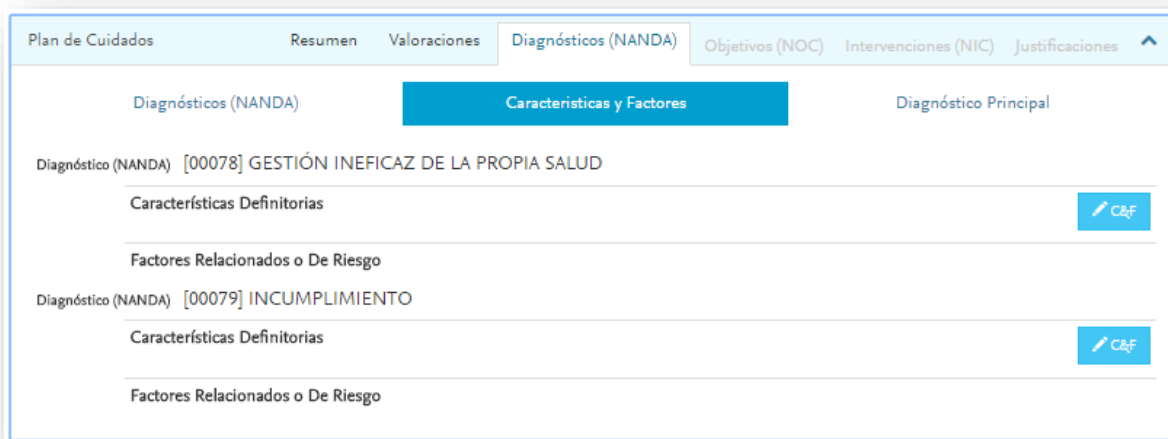 Plan de Cuidados Resumen Valoraciones Diagnósticos (NANDA) Objetivos (NOC) Intervenciones (NIC) Justificaciones
Diagnósticos (NANDA) Caracteristicas y Factores Diagnóstico Principal
Diagnóstico (NANDA) [00078] GESTIÓN INEFICAZ DE LA PROPIA SALUD
Características Definitorias C&F
Factores Relacionados o De Riesgo
Diagnóstico (NANDA) [00079] INCUMPLIMIENTO
Características Definitorias C&F
Factores Relacionados o De Riesgo